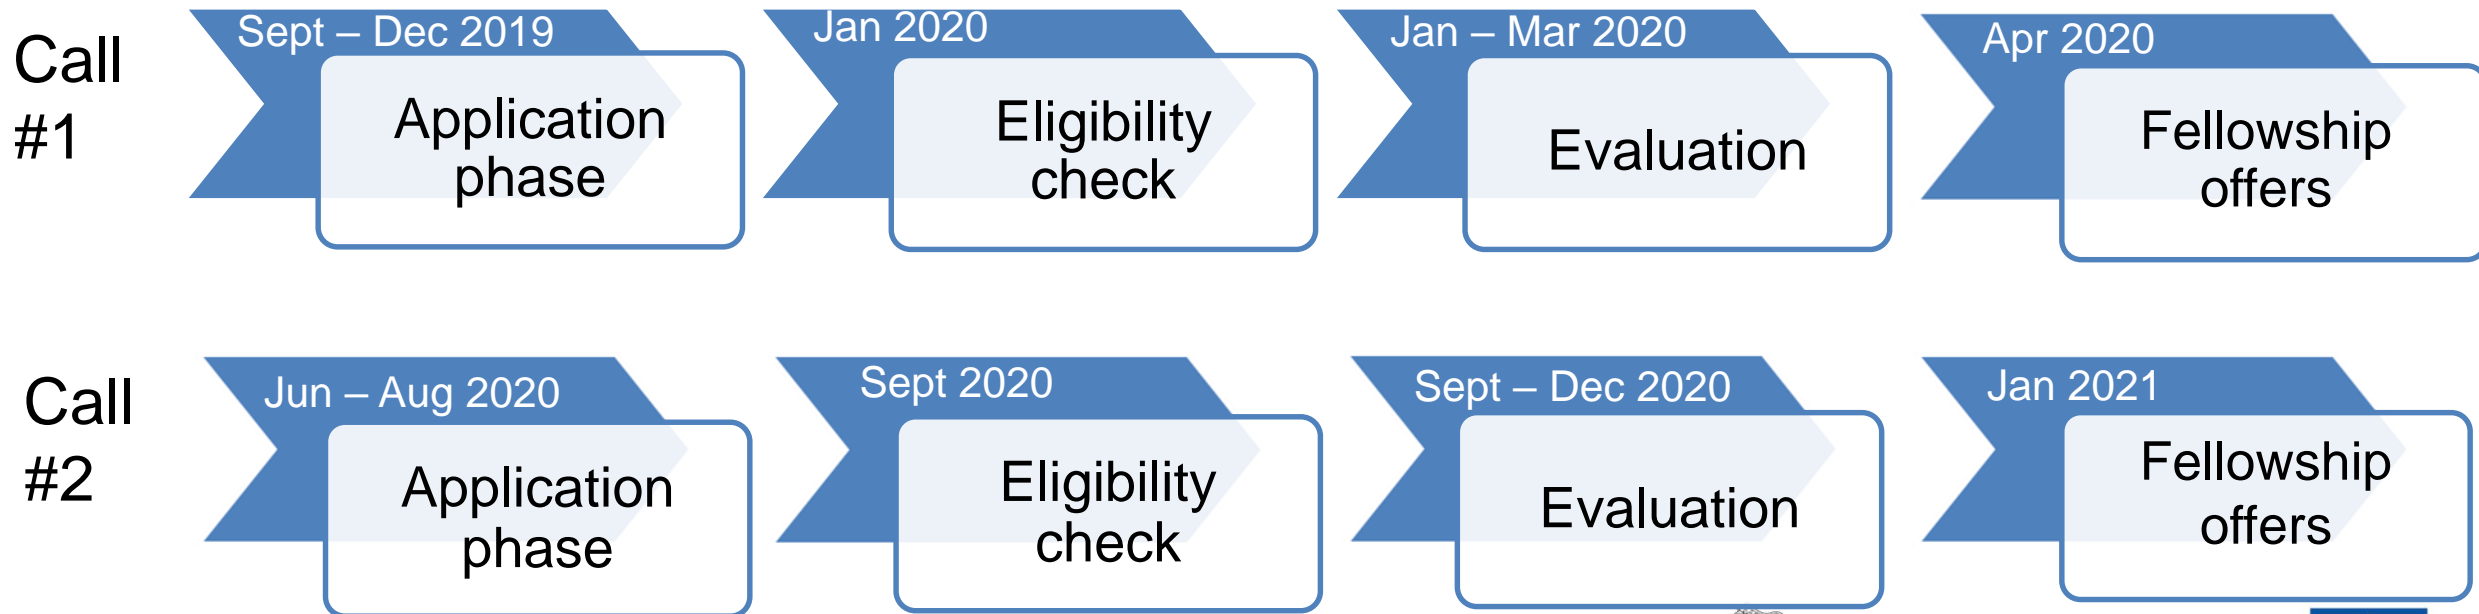 Call
#1
Sept – Dec 2019
Application
phase
Jan 2020
Eligibility
check
Jan – Mar 2020
Evaluation
Apr 2020
Fellowship
offers
Call
#2
Jun – Aug 2020
Application
phase
Sept 2020
Eligibility
check
Sept – Dec 2020
Evaluation
Jan 2021
Fellowship
offers